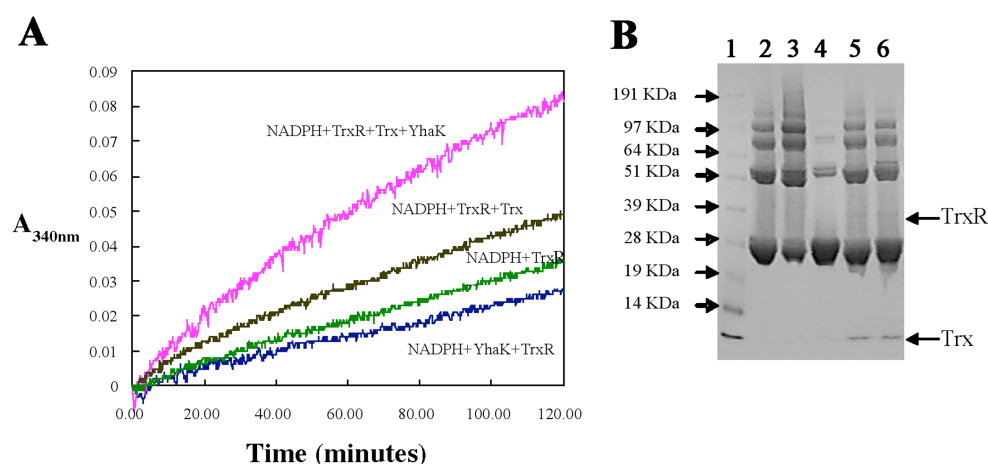 A
0.09
0.08
0.07
0.06
0.05
0.04
0.03
0.02
0.01
0
A340nm
NADPH+TrxR+Trx+YhaK
NADPH+TrxR+Trx
NADPH+TrxR
NADPH+YhaK+TrxR
0.00 20.00 40.00 60.00 80.00 100.00 120.00
Time (minutes)
B
1 2 3 4 5 6
191 KDa
97 KDa
64 KDa
51 KDa
39 KDa
28 KDa
19 KDa
14 KDa
TrxR
Trx